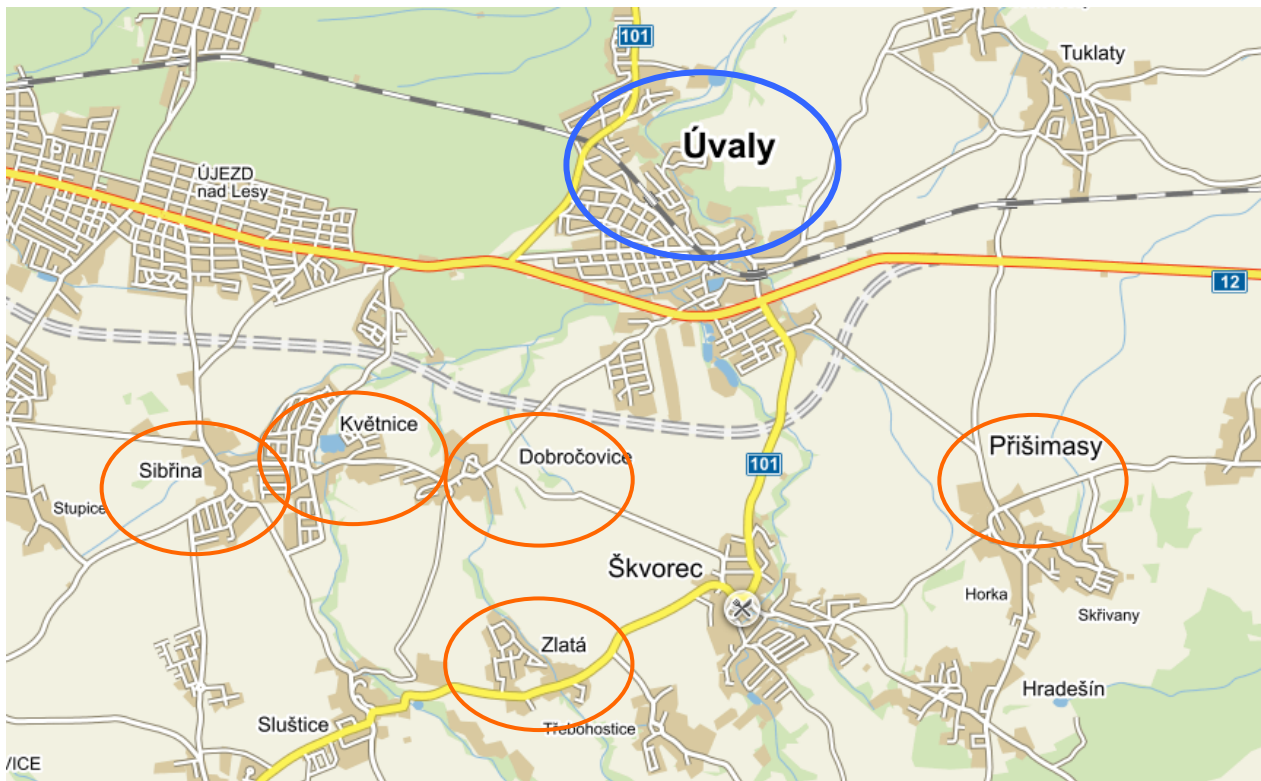 101
Tuklaty
Úvaly
ÚJEZD
nad Lesy
12
Květnice
Přišimasy
Dobročovice
Sibřina
101
Stupice
Škvorec
Horka
Skřivany
Zlatá
Hradešín
Sluštice
Třebohostice
VICE